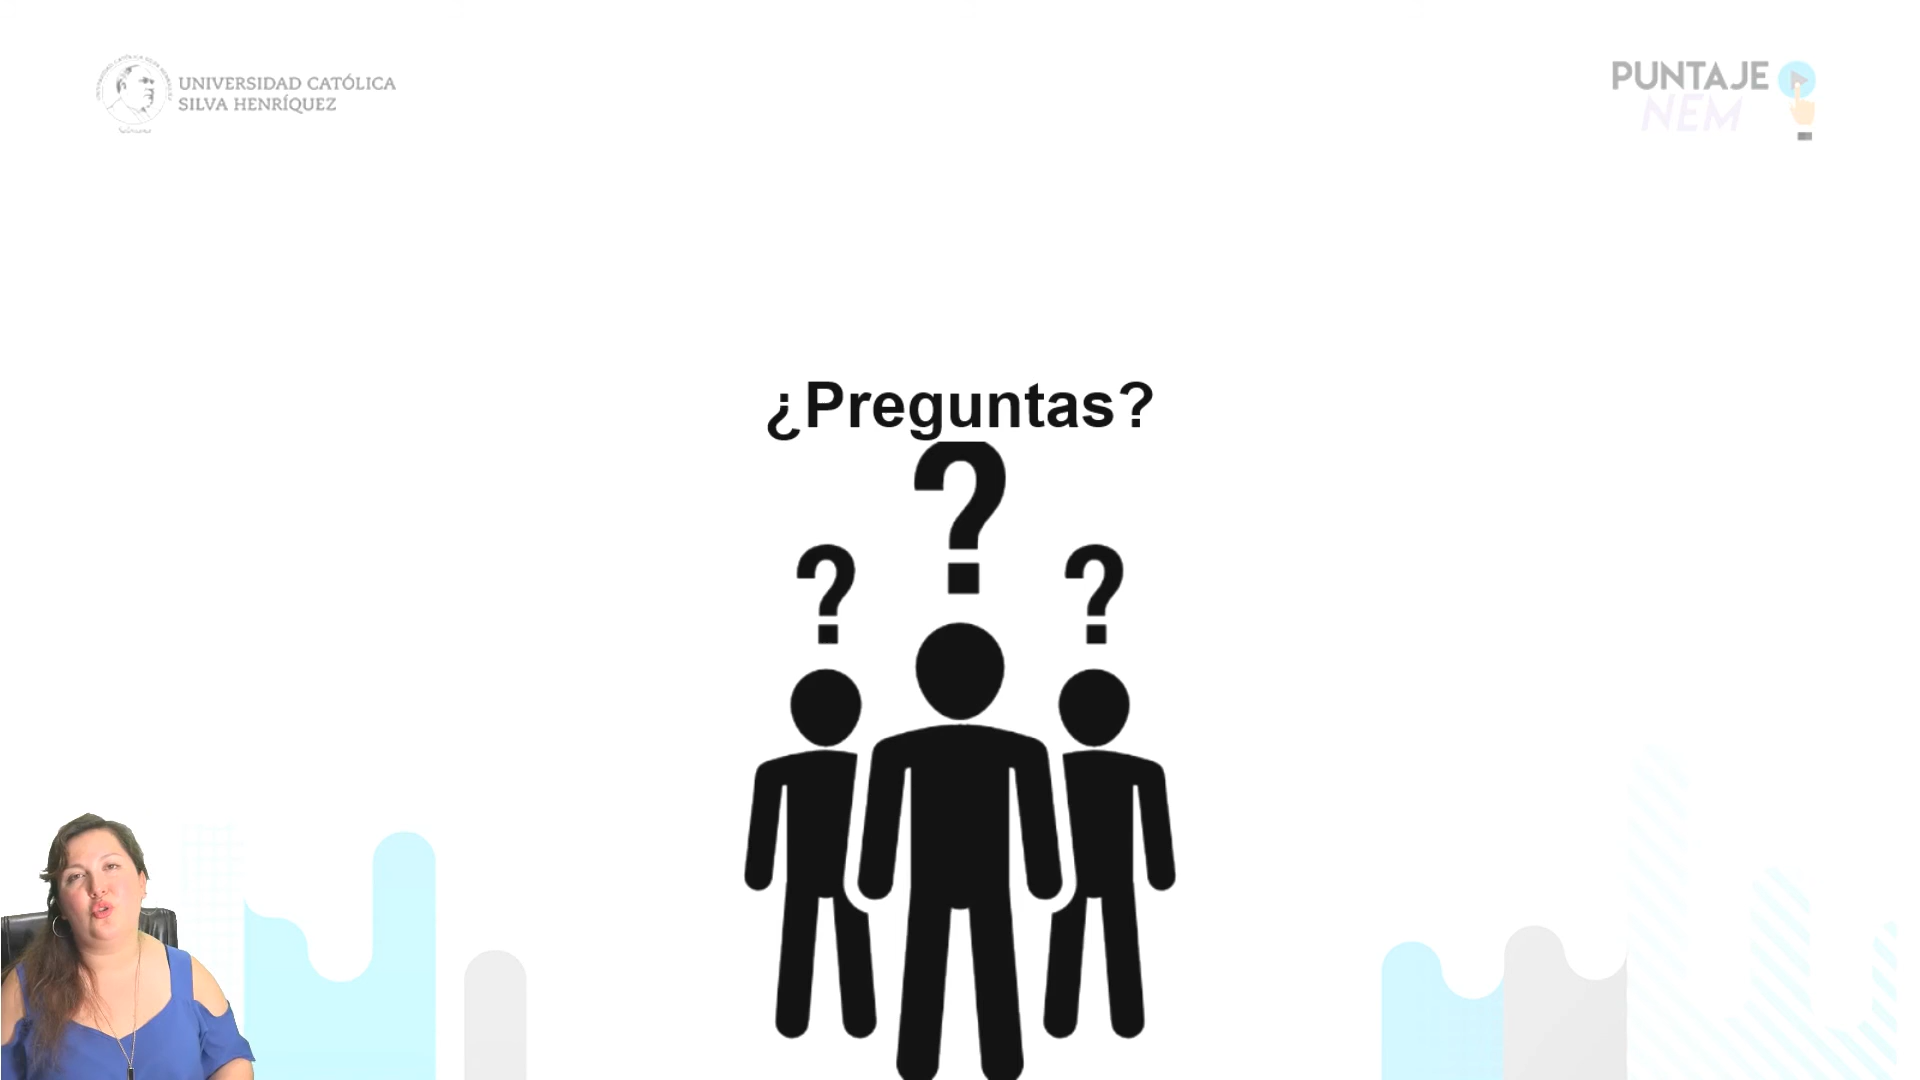 UNIVERSIDAD CATÓLICA
SILVA HENRÍQUEZ
PUNTAJE
NEM
¿Preguntas?
?
?
?